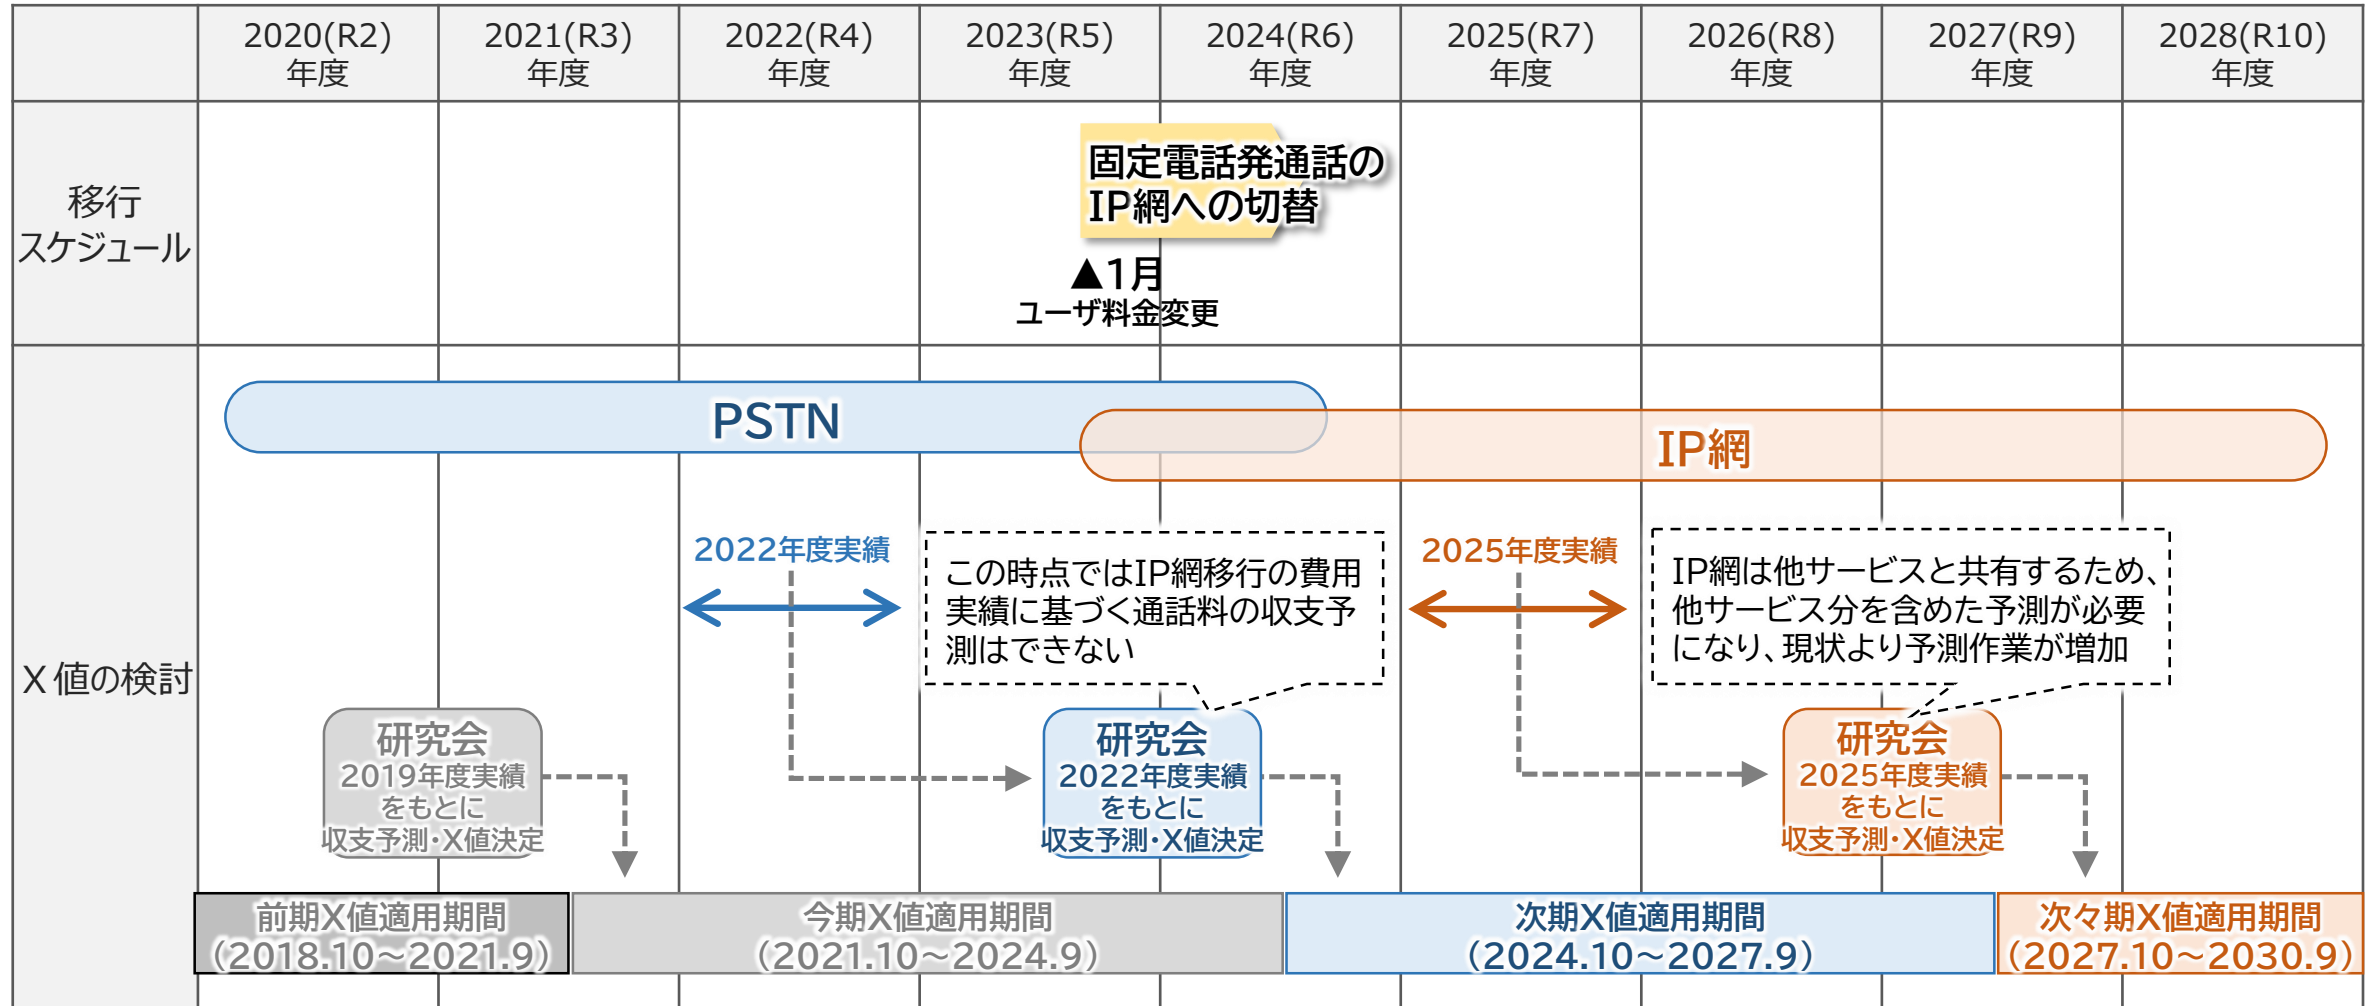 2020(R2)
年度
2021(R3)
年度
2022(R4)
年度
2023(R5)
年度
2024(R6)
年度
2025(R7)
年度
2026(R8)
年度
2027(R9)
年度
2028(R10)
年度
移行
スケジュール
固定電話発通話の
IP網への切替
▲1月
ユーザ料金変更
X値の検討
PSTN
IP網
2022年度実績
この時点ではIP網移行の費用
実績に基づく通話料の収支予
測はできない
2025年度実績
IP網は他サービスと共有するため、
他サービス分を含めた予測が必要
になり、現状より予測作業が増加
研究会
2019年度実績
をもとに
収支予測・X値決定
研究会
2022年度実績
をもとに
収支予測・X値決定
研究会
2025年度実績
をもとに
収支予測・X値決定
前期X値適用期間
（2018.10～2021.9）
今期X値適用期間
（2021.10～2024.9）
次期X値適用期間
（2024.10～2027.9）
次々期X値適用期間
（2027.10～2030.9）